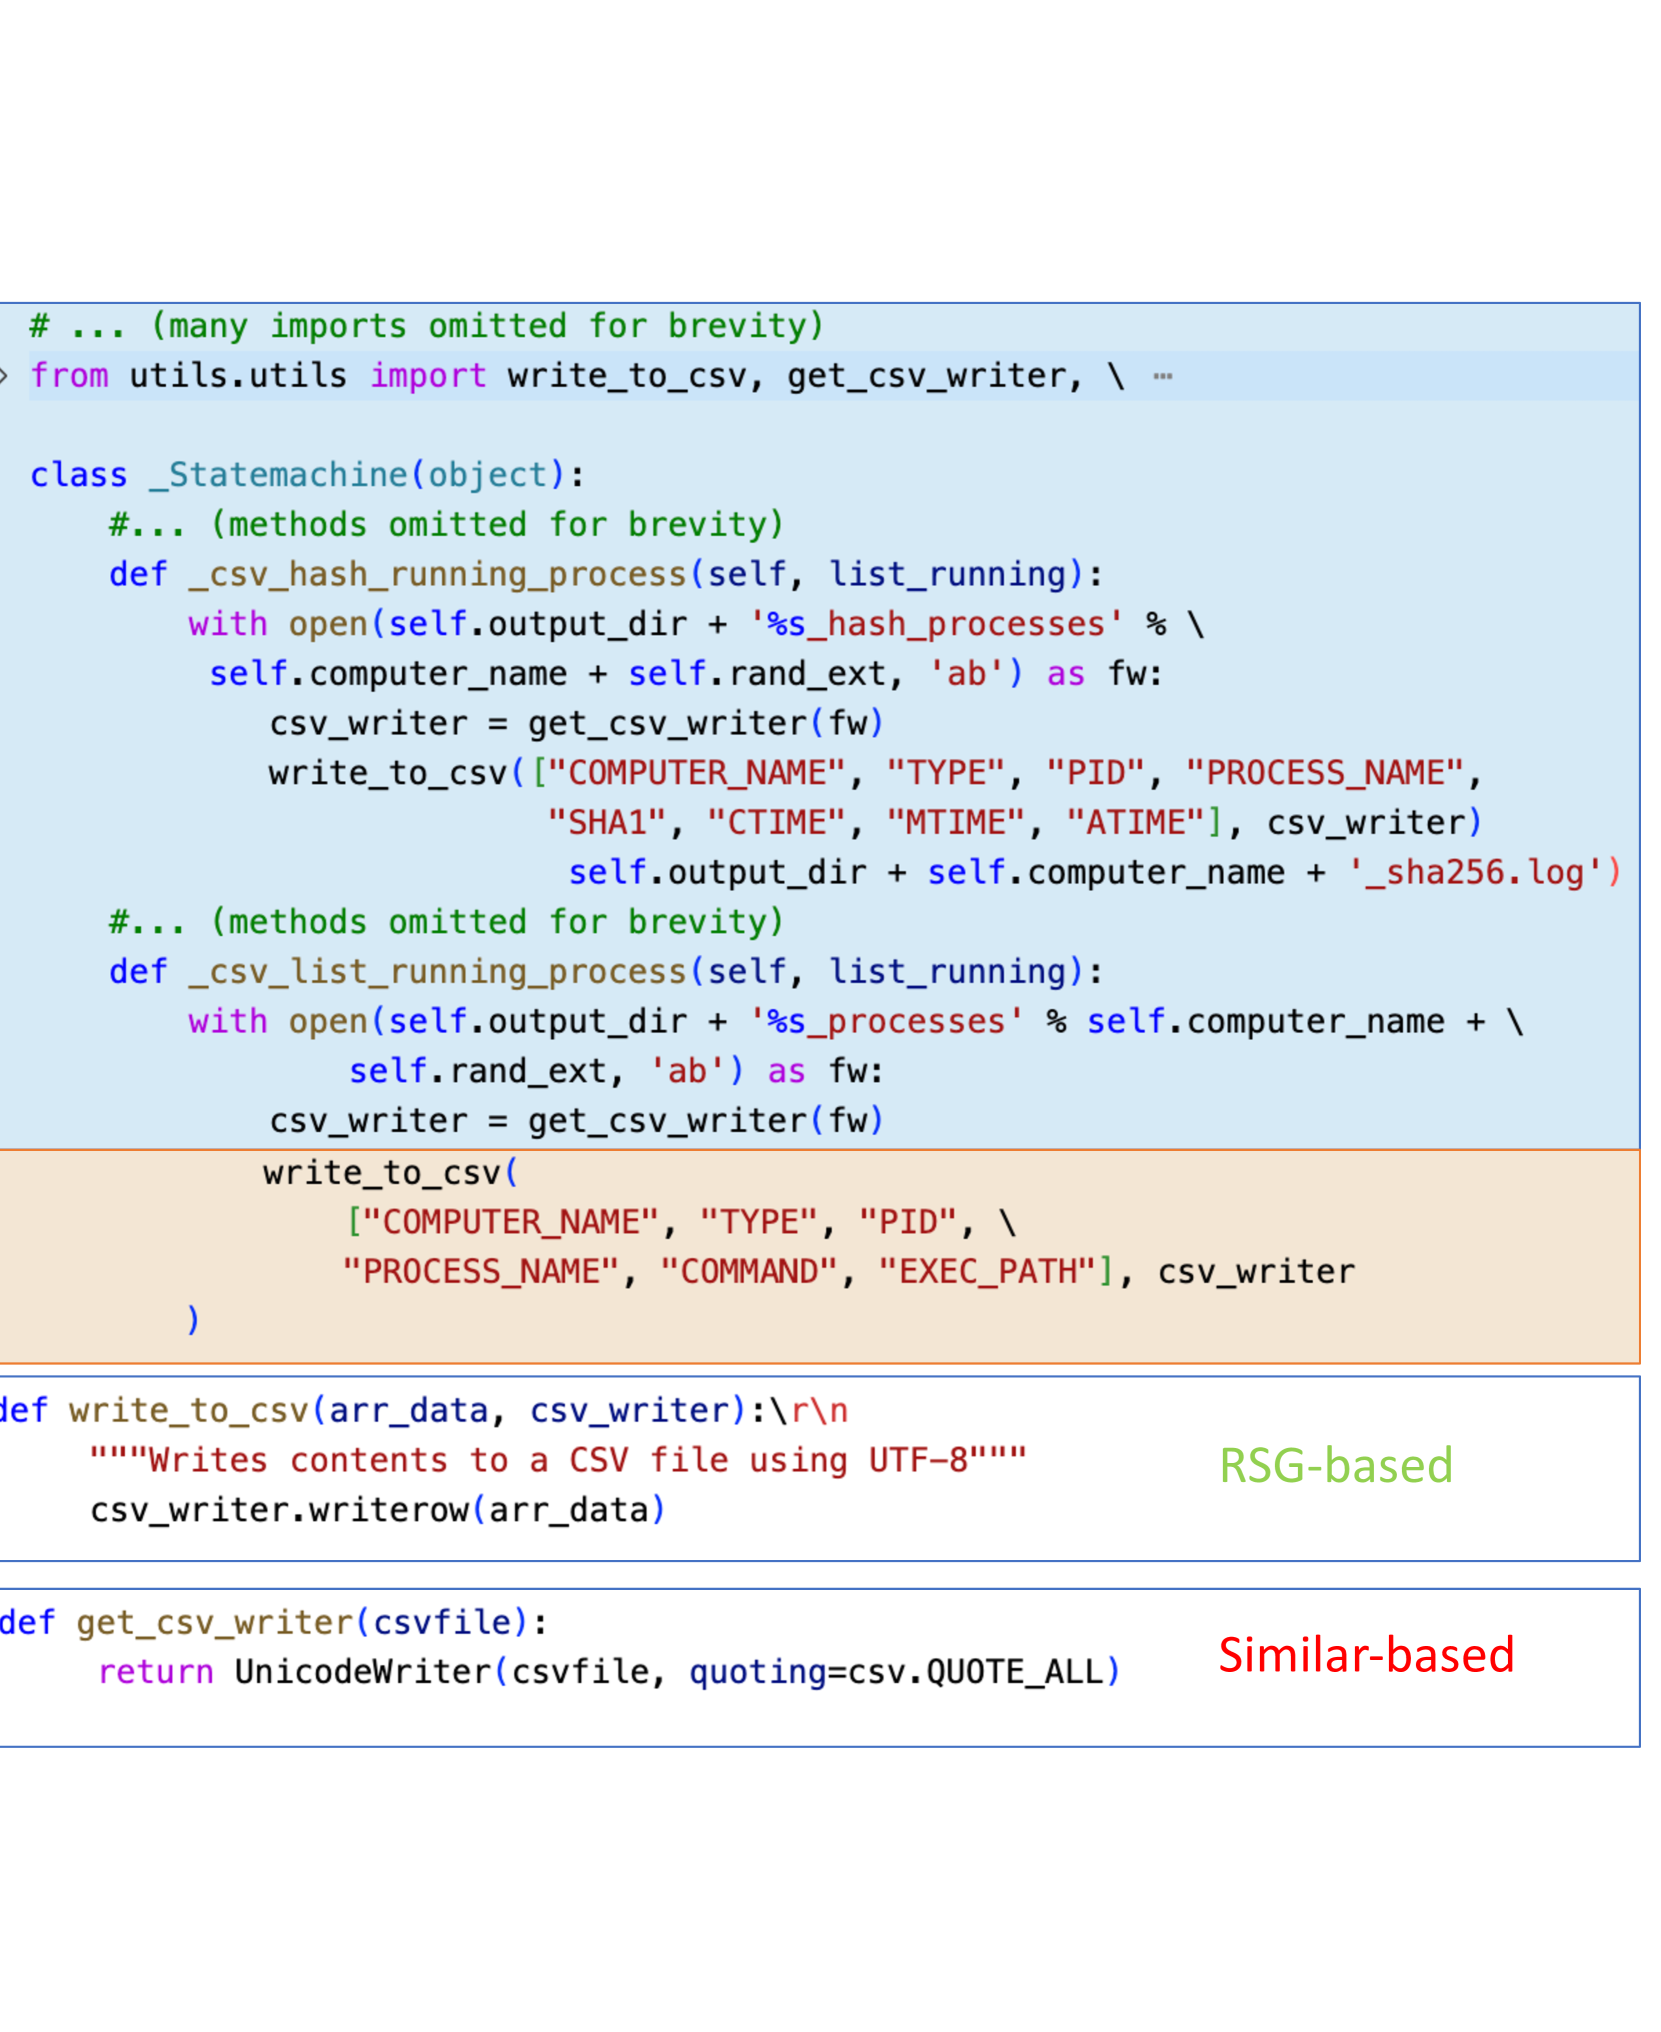 # ... (many imports omitted for brevity)
> from utils.utils import write_to_csv, get_csv_writer, \ ⋯
class _Statemachine(object):
    #... (methods omitted for brevity)
    def _csv_hash_running_process(self, list_running):
        with open(self.output_dir + '%s_hash_processes' % \
         self.computer_name + self.rand_ext, 'ab') as fw:
            csv_writer = get_csv_writer(fw)
            write_to_csv(["COMPUTER_NAME", "TYPE", "PID", "PROCESS_NAME",
                          "SHA1", "CTIME", "MTIME", "ATIME"], csv_writer)
                           self.output_dir + self.computer_name + '_sha256.log')
    #... (methods omitted for brevity)
    def _csv_list_running_process(self, list_running):
        with open(self.output_dir + '%s_processes' % self.computer_name + \
                self.rand_ext, 'ab') as fw:
            csv_writer = get_csv_writer(fw)
            write_to_csv(
                ["COMPUTER_NAME", "TYPE", "PID", \
                "PROCESS_NAME", "COMMAND", "EXEC_PATH"], csv_writer
        )
def write_to_csv(arr_data, csv_writer):\r\n
    """Writes contents to a CSV file using UTF-8"""
    csv_writer.writerow(arr_data)
RSG-based
def get_csv_writer(csvfile):
    return UnicodeWriter(csvfile, quoting=csv.QUOTE_ALL)
Similar-based